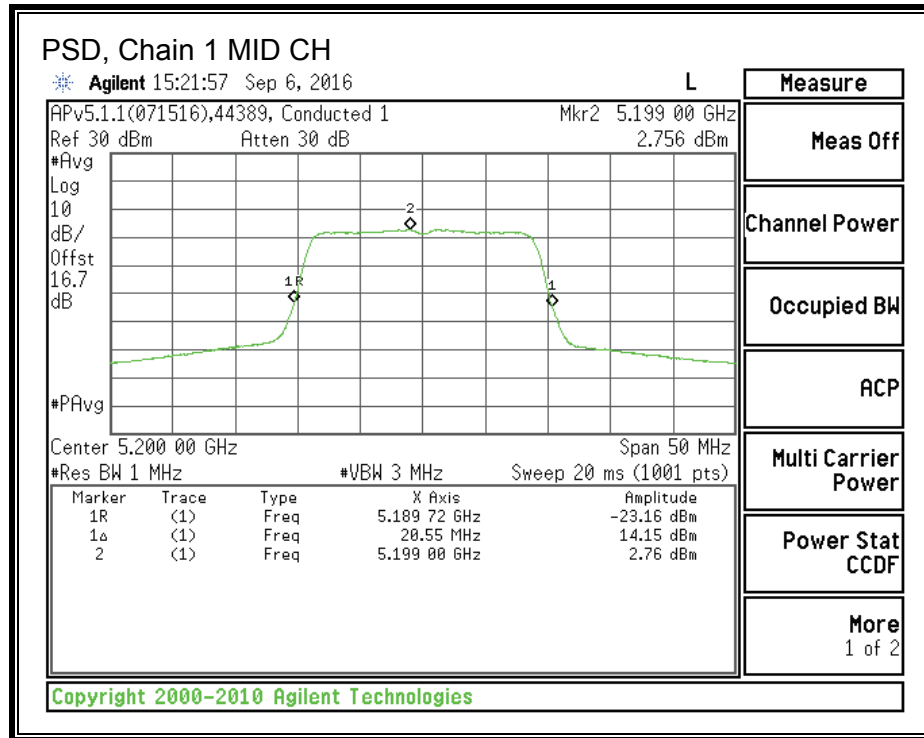 PSD, Chain 1 MID CH
Agilent 15:21:57 Sep 6, 2016 L
APv5.1.1(071516),44389, Conducted 1 Mkr2 5.199 00 GHz
Ref 30 dBm Atten 30 dB 2.756 dBm
#Avg
Log
10
dB/
Offst
16.7
dB
#PAvg
2
1R
1
Center 5.200 00 GHz Span 50 MHz
#Res BW 1 MHz #VBW 3 MHz Sweep 20 ms (1001 pts)
Marker Trace Type X Axis Amplitude
1R (1) Freq 5.189 72 GHz -23.16 dBm
1Δ (1) Freq 20.55 MHz 14.15 dBm
2 (1) Freq 5.199 00 GHz 2.76 dBm
Measure
Meas Off
Channel Power
Occupied BW
ACP
Multi Carrier
Power
Power Stat
CCDF
More
1 of 2
Copyright 2000-2010 Agilent Technologies